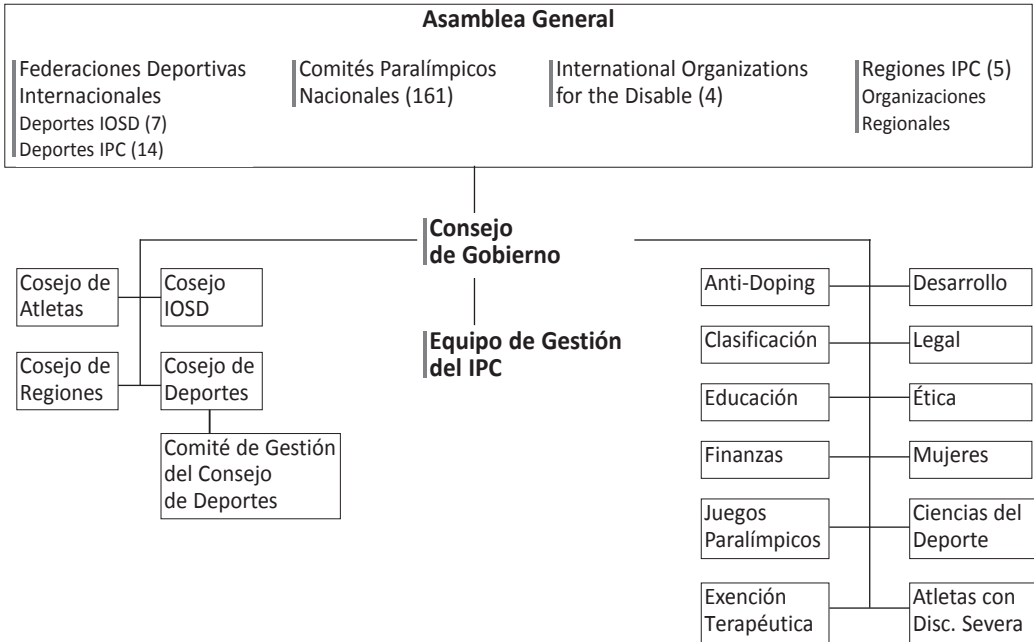 Asamblea General
Federaciones Deportivas
Internacionales
Deportes IOSD (7)
Deportes IPC (14)
Comités Paralímpicos
Nacionales (161)
International Organizations
for the Disable (4)
Regiones IPC (5)
Organizaciones
Regionales
Consejo
de Gobierno
Equipo de Gestión
del IPC
Cosejo de
Atletas
Cosejo
IOSD
Cosejo de
Regiones
Cosejo de
Deportes
Comité de Gestión
del Consejo
de Deportes
Anti-Doping
Desarrollo
Clasificación
Legal
Educación
Ética
Finanzas
Mujeres
Juegos
Paralímpicos
Ciencias del
Deporte
Exención
Terapéutica
Atletas con
Disc. Severa